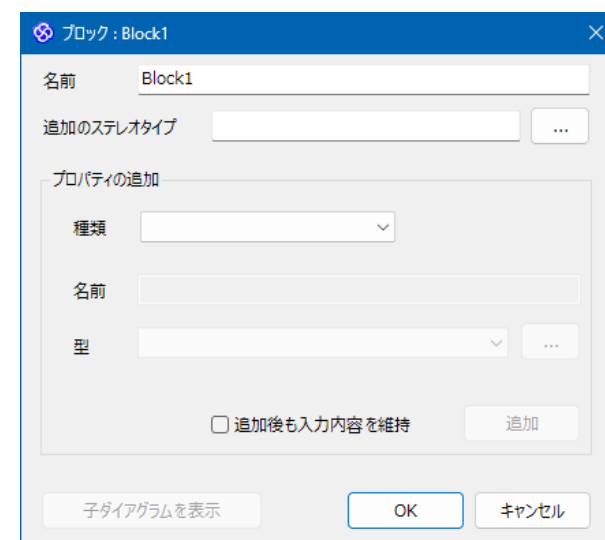 ブロック : Block1
名前 Block1
追加のステレオタイプ ...
プロパティの追加
種類
名前
型 ...
追加後も入力内容を維持 追加
子ダイアグラムを表示 OK キャンセル